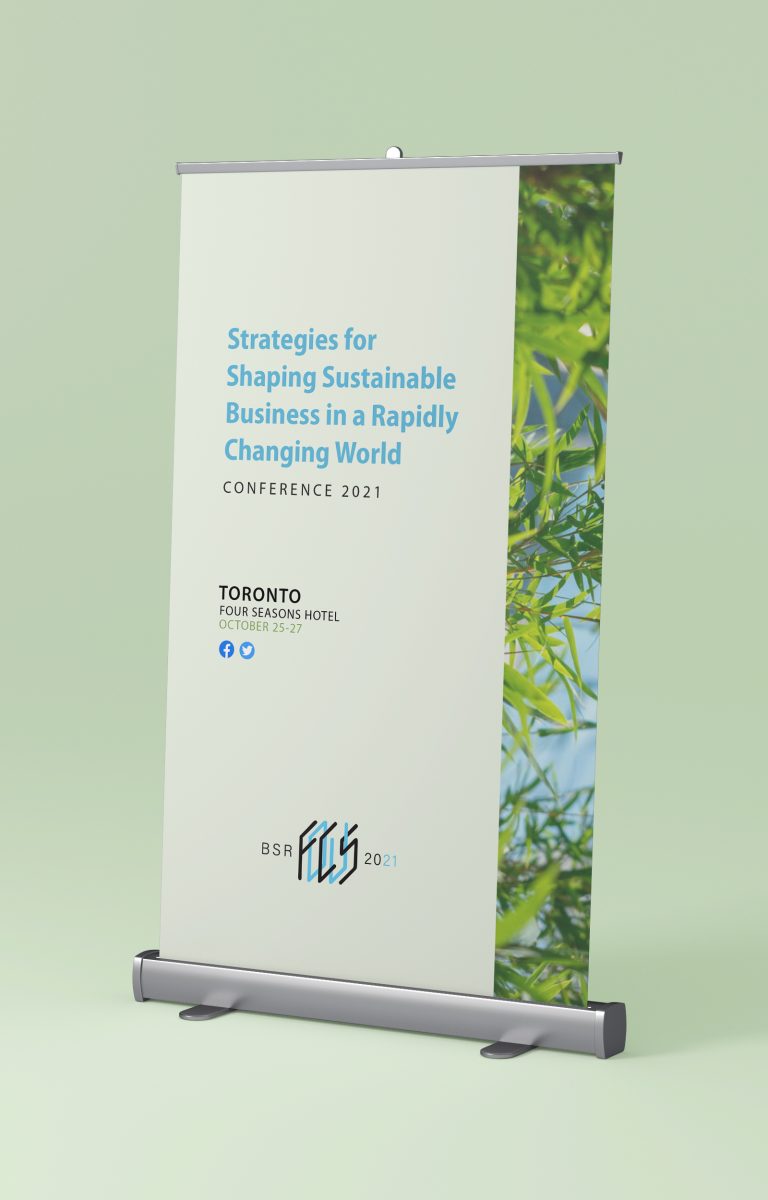 Strategies for
Shaping Sustainable
Business in a Rapidly
Changing World
CONFERENCE 2021
TORONTO
FOUR SEASONS HOTEL
OCTOBER 25-27
BSR FOCUS 2021